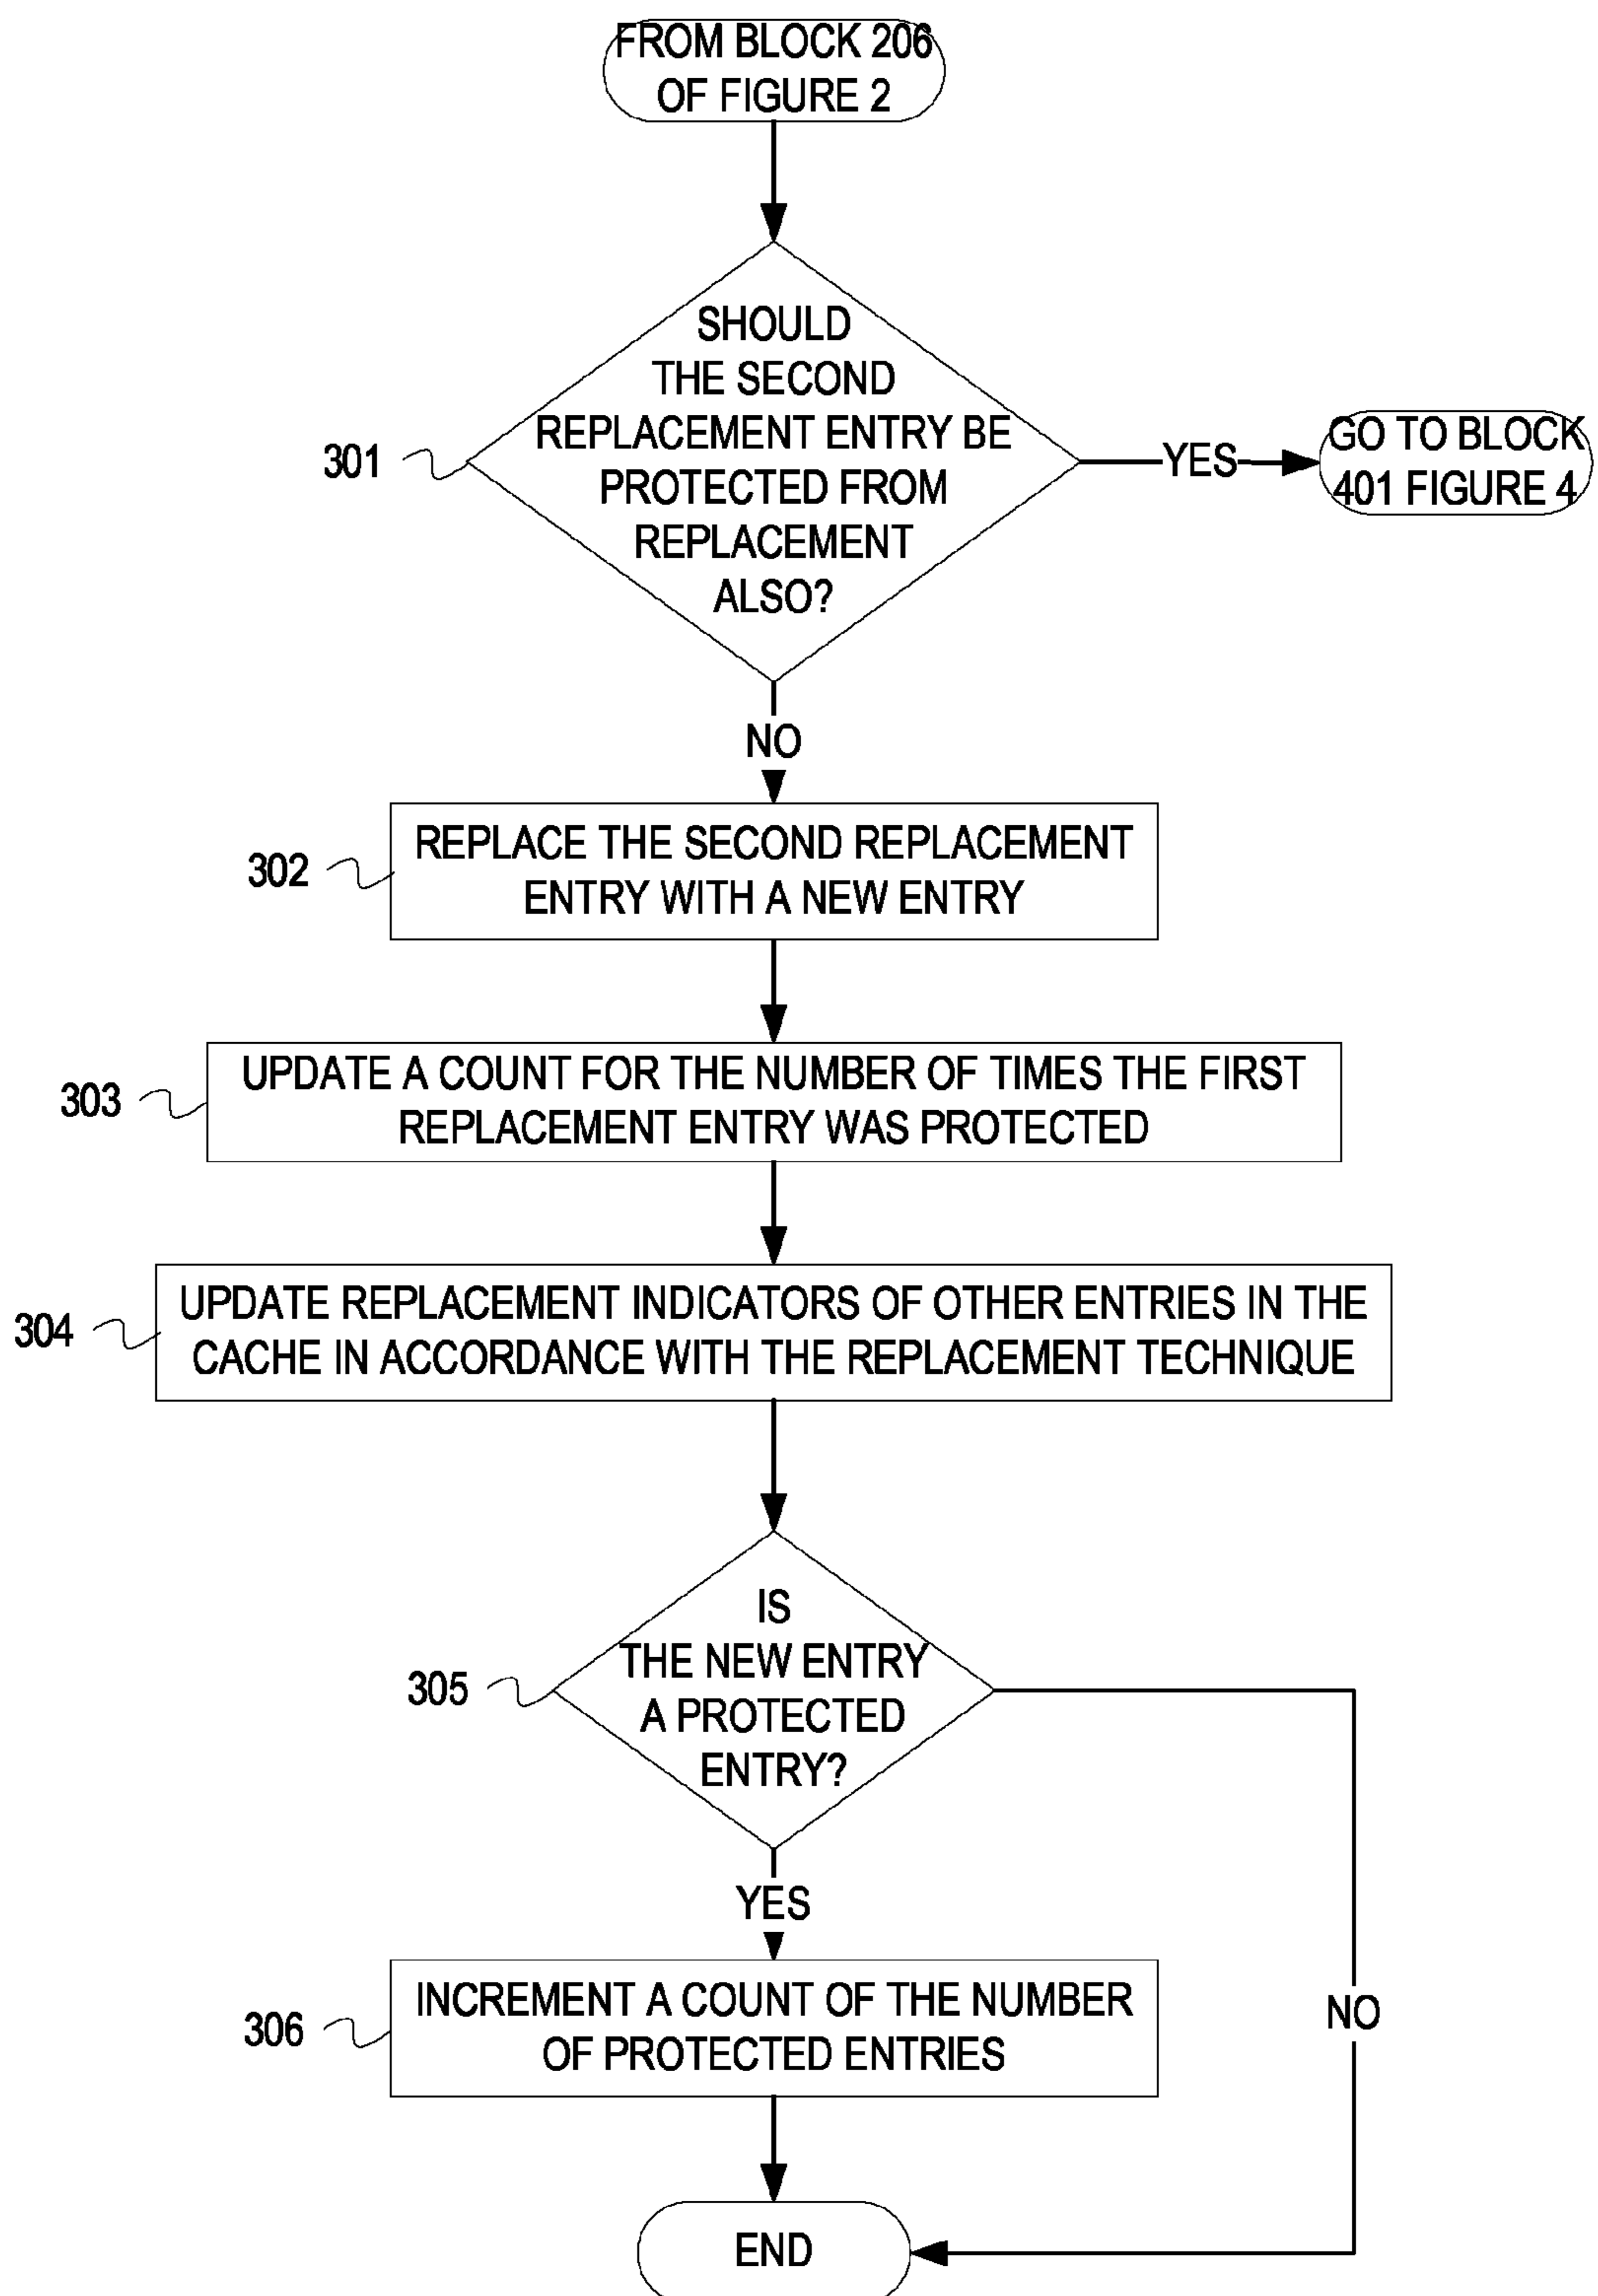 FROM BLOCK 206
OF FIGURE 2
SHOULD
THE SECOND
REPLACEMENT ENTRY BE
PROTECTED FROM
REPLACEMENT
ALSO?
301
YES
GO TO BLOCK
401 FIGURE 4
NO
302
REPLACE THE SECOND REPLACEMENT
ENTRY WITH A NEW ENTRY
303
UPDATE A COUNT FOR THE NUMBER OF TIMES THE FIRST
REPLACEMENT ENTRY WAS PROTECTED
304
UPDATE REPLACEMENT INDICATORS OF OTHER ENTRIES IN THE
CACHE IN ACCORDANCE WITH THE REPLACEMENT TECHNIQUE
305
IS
THE NEW ENTRY
A PROTECTED
ENTRY?
YES
NO
306
INCREMENT A COUNT OF THE NUMBER
OF PROTECTED ENTRIES
END